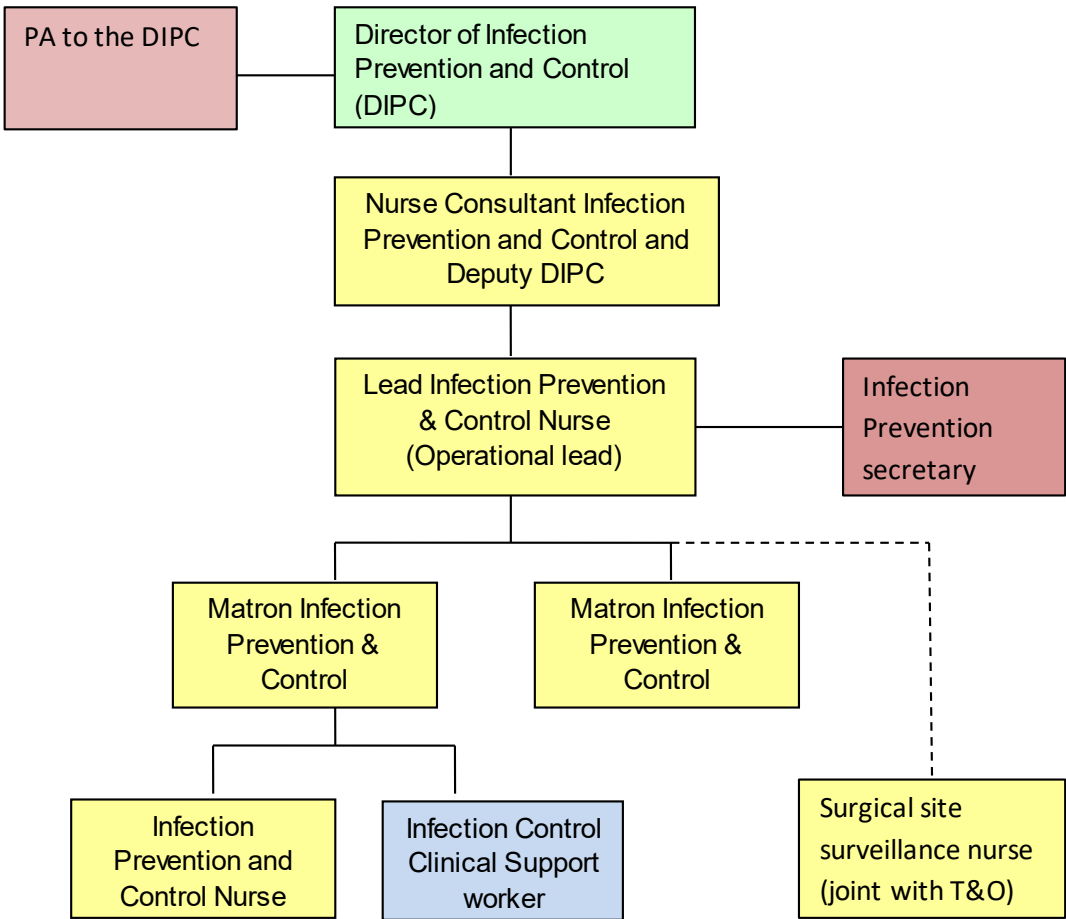 PA to the DIPC
Director of Infection
Prevention and Control
(DIPC)
Nurse Consultant Infection
Prevention and Control and
Deputy DIPC
Lead Infection Prevention
& Control Nurse
(Operational lead)
Infection
Prevention
secretary
Matron Infection
Prevention &
Control
Matron Infection
Prevention &
Control
Infection
Prevention and
Control Nurse
Infection Control
Clinical Support
worker
Surgical site
surveillance nurse
(joint with T&O)